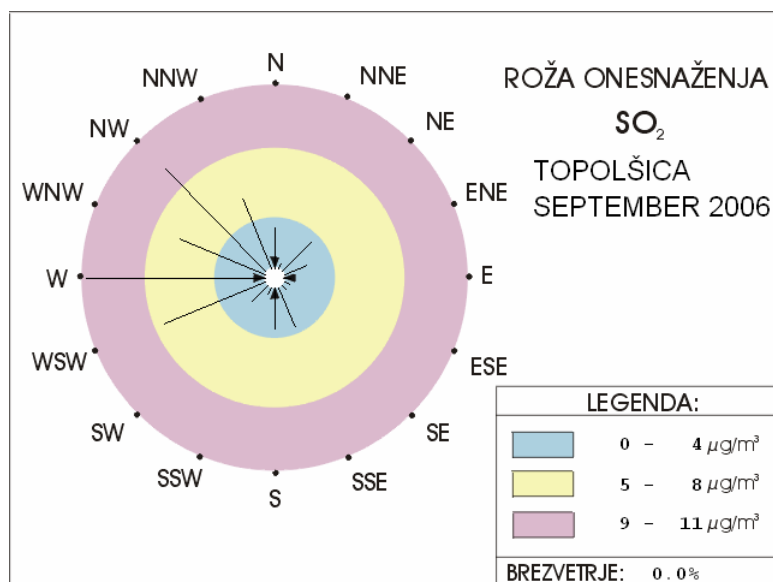 ROŽA ONESNAŽENJA
SO₂
TOPOLŠICA
SEPTEMBER 2006
N
NNE
NE
ENE
E
ESE
SE
SSE
S
SSW
SW
WSW
W
WNW
NW
NNW
LEGENDA:
0 – 4 µg/m³
5 – 8 µg/m³
9 – 11 µg/m³
BREZVETRJE: 0.0%